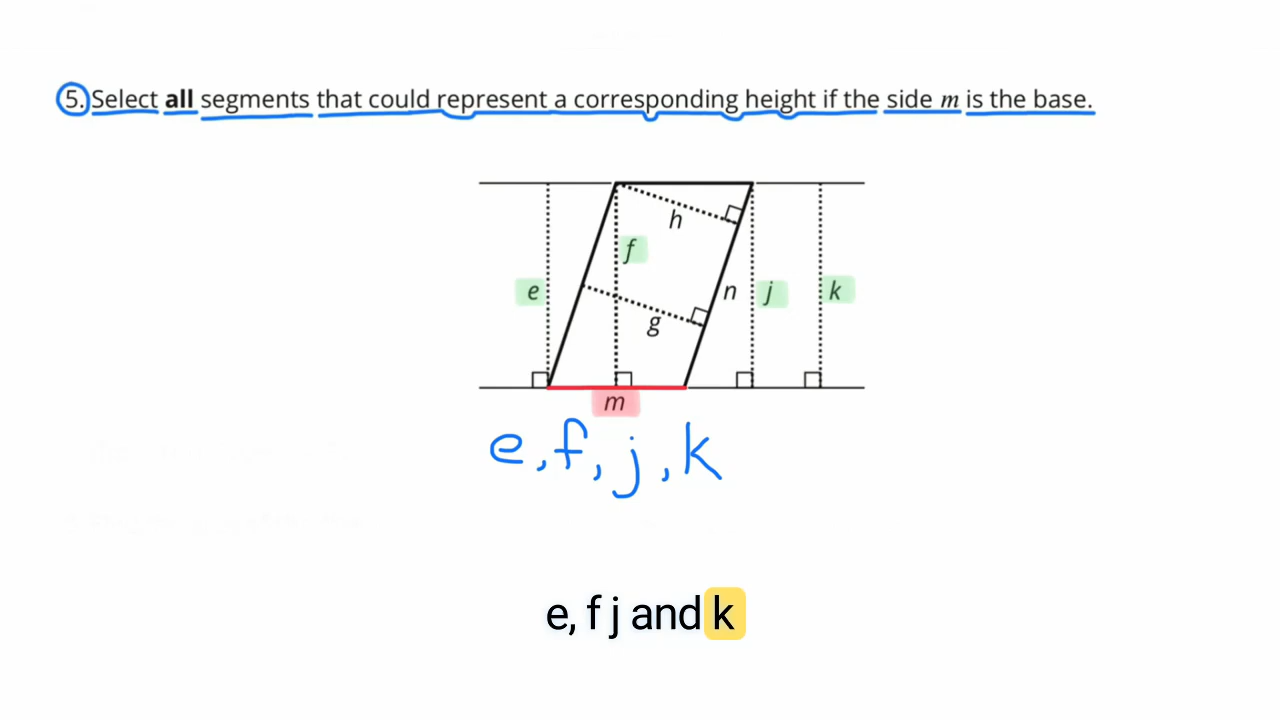 5. Select all segments that could represent a corresponding height if the side m is the base.
h
f
e
n
j
k
g
m
e, f, j, k
e, f j and k